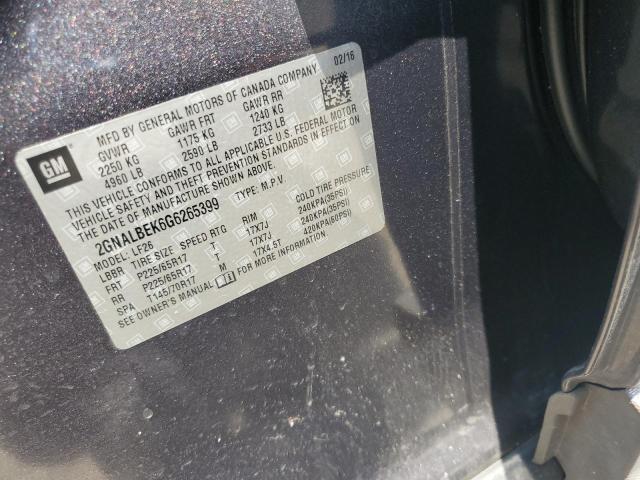 GM
MFD BY GENERAL MOTORS OF CANADA COMPANY 02/16
GVWR GAWR FRT GAWR RR
2250 KG 1175 KG 1240 KG
4960 LB 2590 LB 2733 LB
THIS VEHICLE CONFORMS TO ALL APPLICABLE U.S. FEDERAL MOTOR
VEHICLE SAFETY AND THEFT PREVENTION STANDARDS IN EFFECT ON
THE DATE OF MANUFACTURE SHOWN ABOVE.
2GNALBEK6G6265399 TYPE: M.P.V.
MODEL: LF26
LBBR TIRE SIZE SPEED RTG RIM COLD TIRE PRESSURE
FRT P225/65R17 T 17X7J 240KPA(35PSI)
RR P225/65R17 T 17X7J 240KPA(35PSI)
SPA T145/70R17 M 17X4.5T 420KPA(60PSI)
SEE OWNER'S MANUAL FOR MORE INFORMATION.